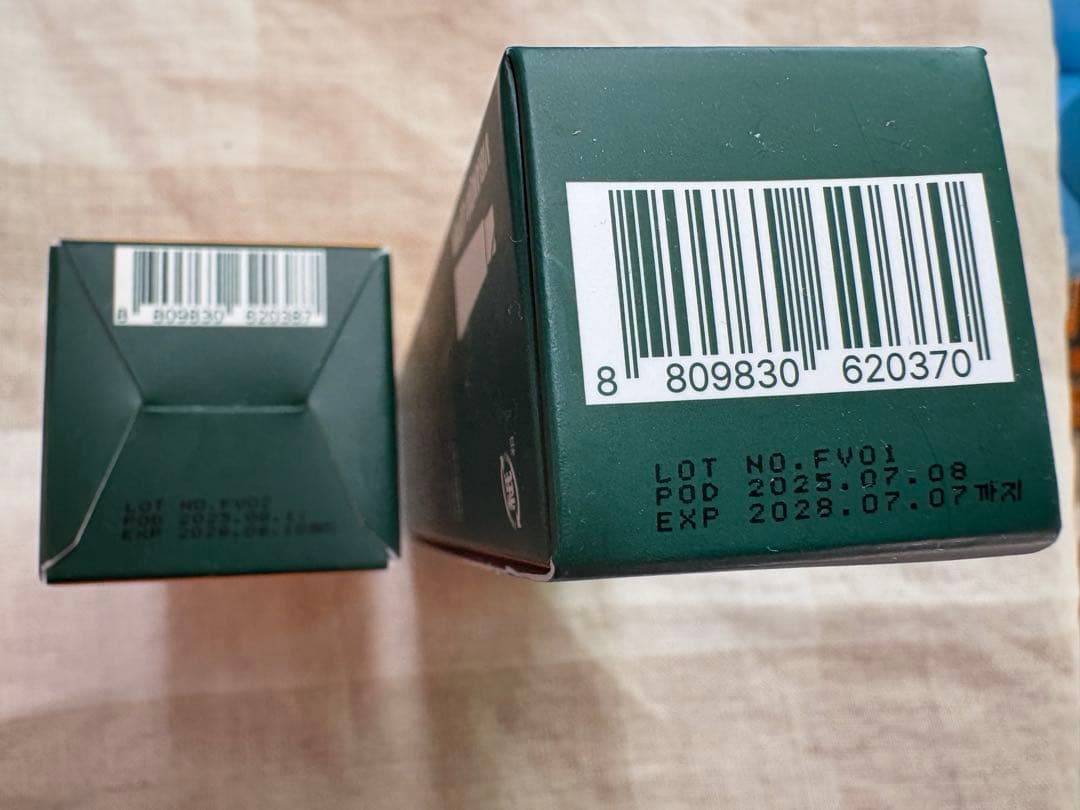 8 809830 620387
LOT NO.FV02
EXP
8 809830 620370
LOT NO.FV01
POD 2025.07.08
EXP 2028.07.07까지